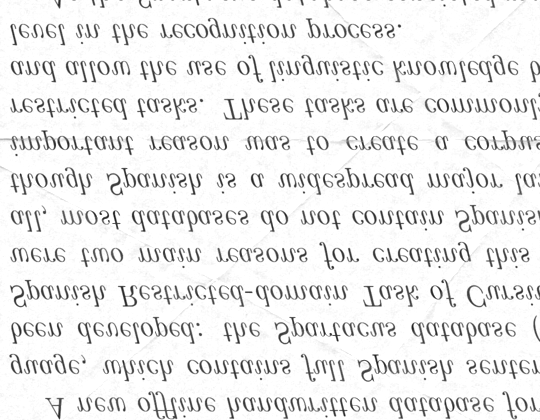 A new offline handwritten database for
guage, which contains full Spanish senten
been developed: the Spartacus database (
Spanish Restricted-domain Task of Cursi
were two main reasons for creating this
all, most databases do not contain Spanis
though Spanish is a widespread major la
important reason was to create a corpus
restricted tasks. These tasks are commonly
and allow the use of linguistic knowledge b
level in the recognition process.